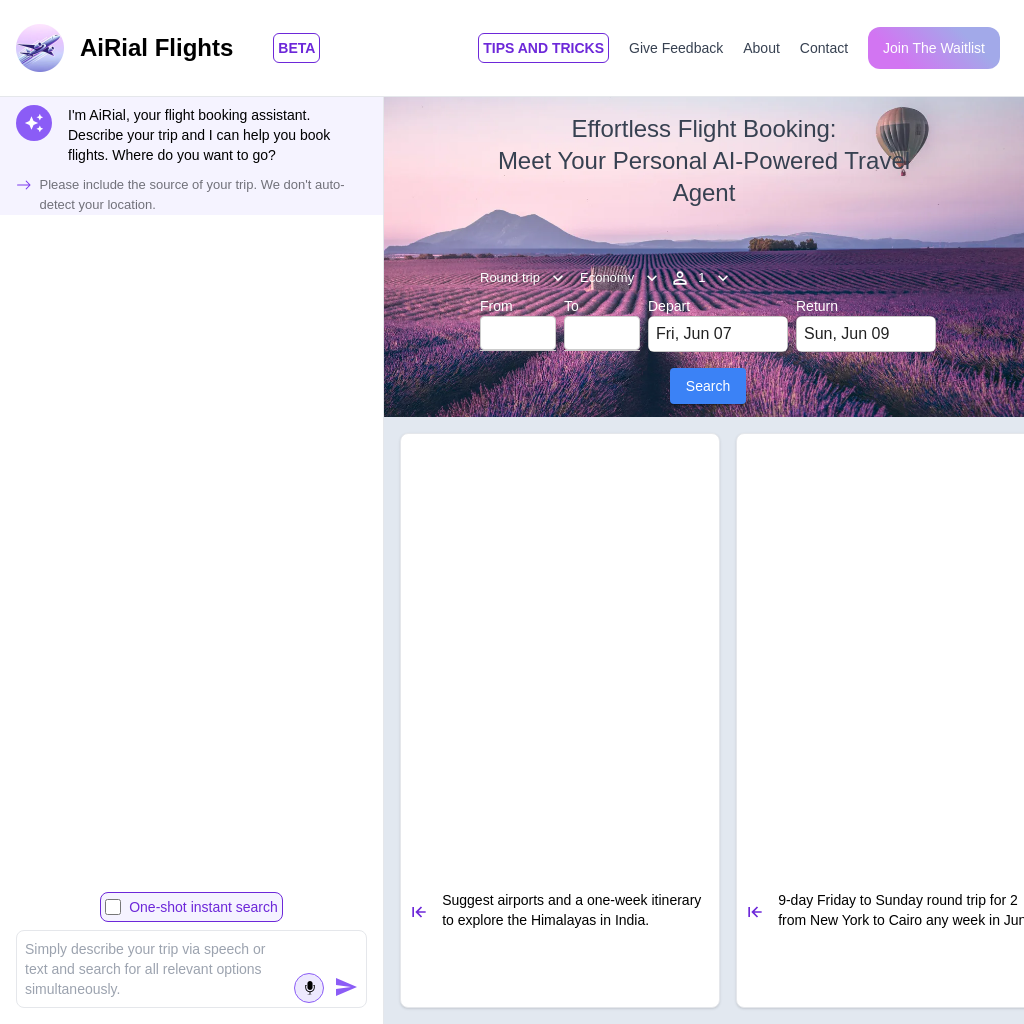 AiRial Flights
BETA
TIPS AND TRICKS
Give Feedback
About
Contact
Join The Waitlist
I'm AiRial, your flight booking assistant.
Describe your trip and I can help you book
flights. Where do you want to go?
Please include the source of your trip. We don't auto-
detect your location.
Effortless Flight Booking:
Meet Your Personal AI-Powered Travel
Agent
Round trip
Economy
1
From
To
Depart
Return
Fri, Jun 07
Sun, Jun 09
Search
Suggest airports and a one-week itinerary
to explore the Himalayas in India.
9-day Friday to Sunday round trip for 2
from New York to Cairo any week in Jun
One-shot instant search
Simply describe your trip via speech or
text and search for all relevant options
simultaneously.